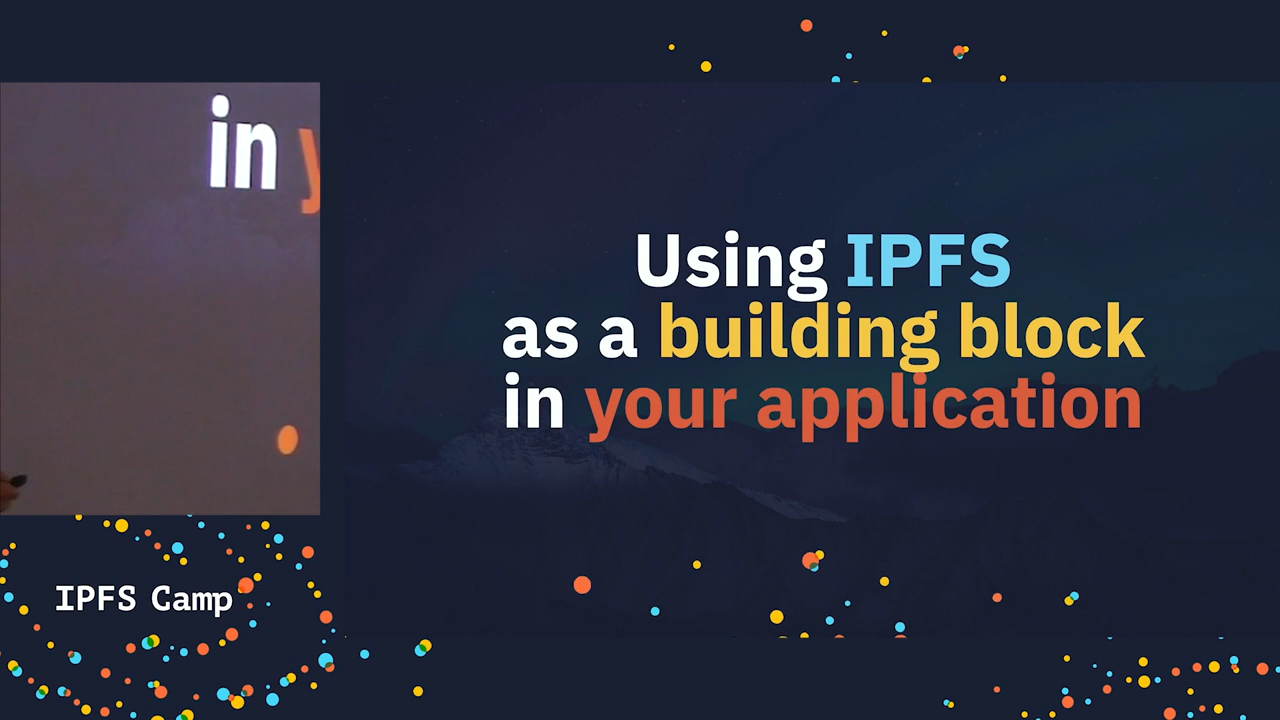 in y
Using IPFS
as a building block
in your application
IPFS Camp